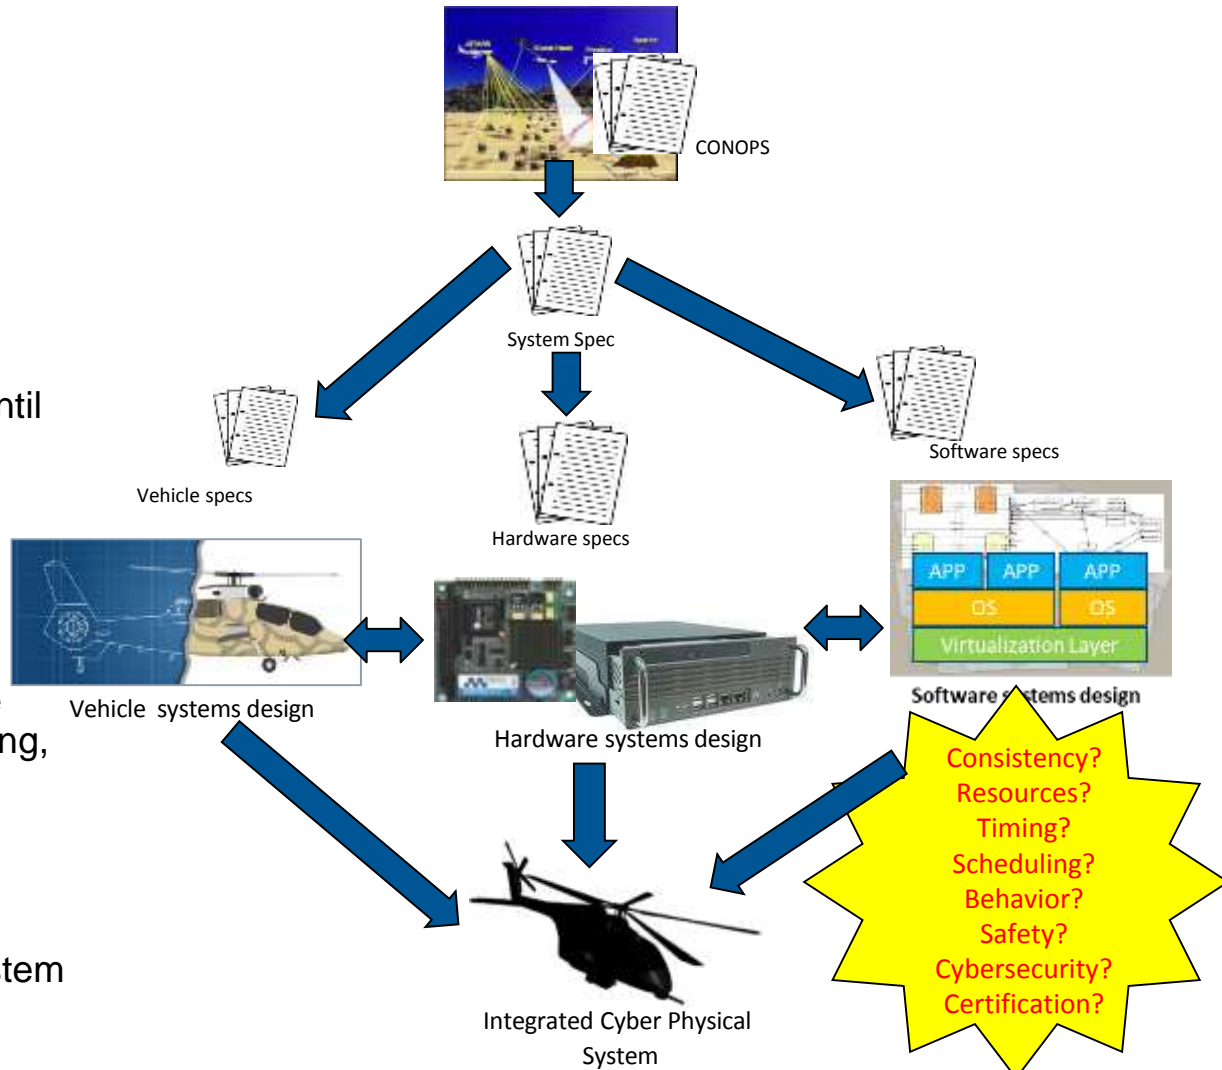 CONOPS
System Spec
ntil
Vehicle specs
Hardware specs
Software specs
APP APP APP
OS OS
Virtualization Layer
Vehicle systems design
Hardware systems design
Software systems design
ng,
Consistency?
Resources?
Timing?
Scheduling?
Behavior?
Safety?
Cybersecurity?
Certification?
stem
Integrated Cyber Physical
System